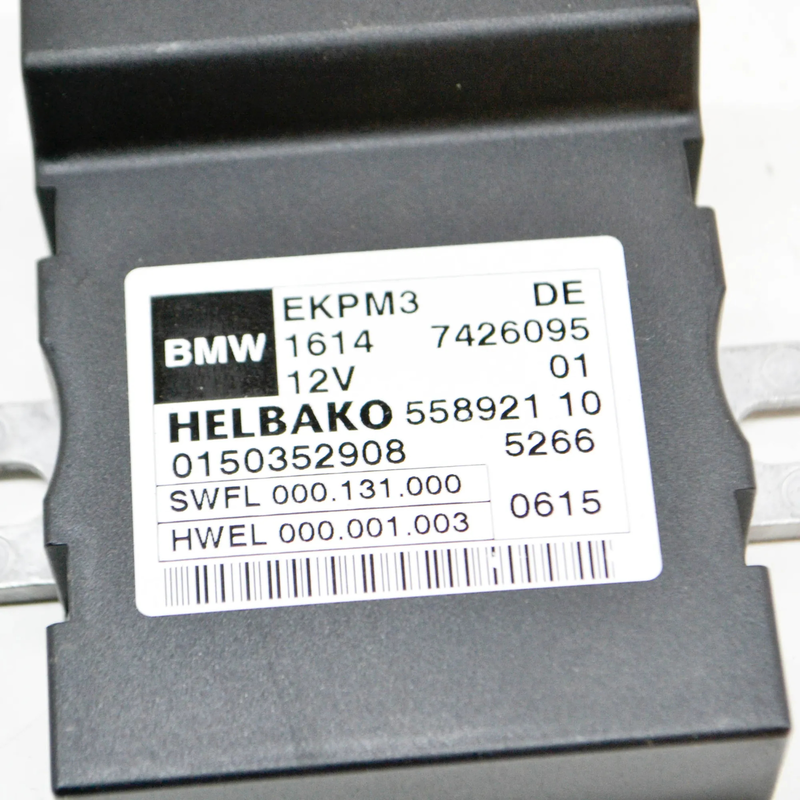 BMW
EKPM3 DE
1614 7426095
12V 01
HELBAKO 558921 10
0150352908 5266
SWFL 000.131.000
HWEL 000.001.003
0615